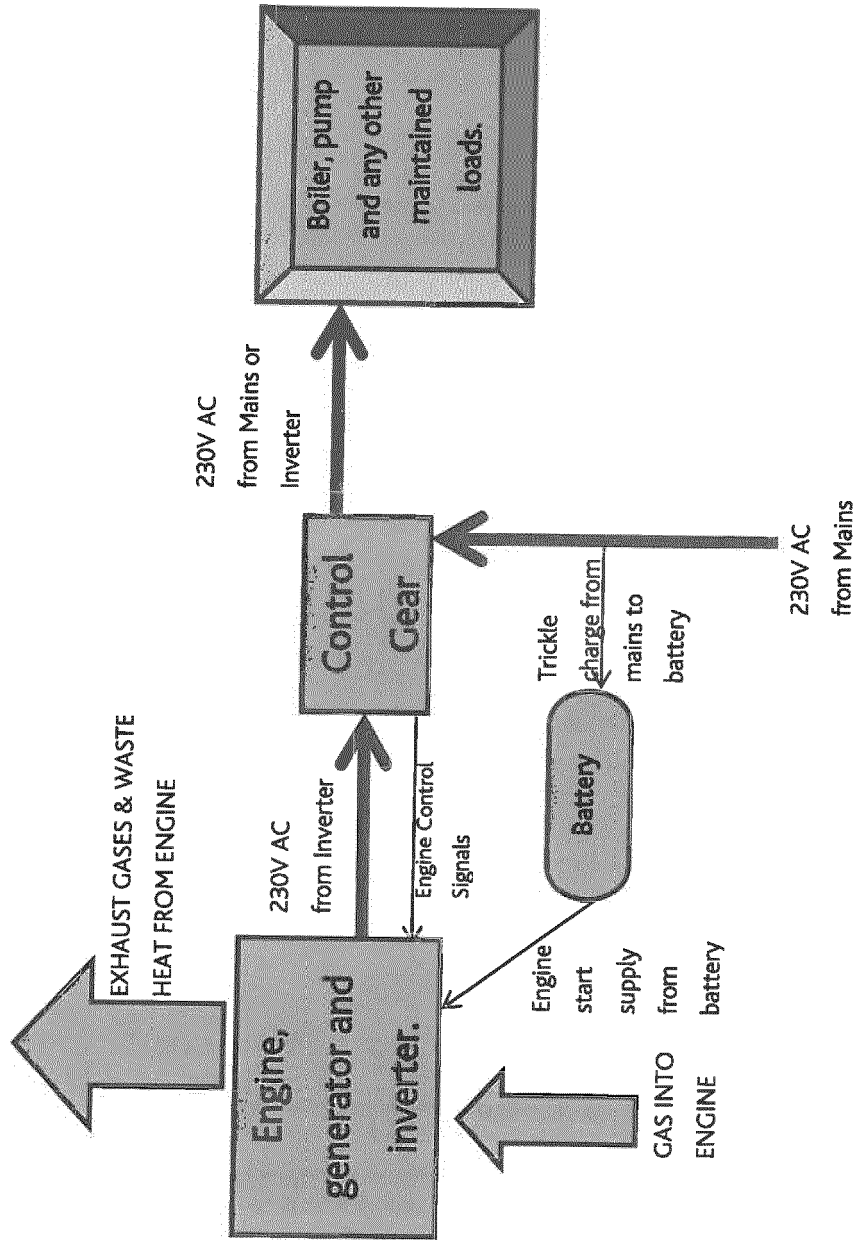 EXHAUST GASES & WASTE
HEAT FROM ENGINE
Engine,
generator and
inverter.
230V AC
from Inverter
Engine Control
Signals
Control
Gear
230V AC
from Mains or
Inverter
Boiler, pump
and any other
maintained
loads.
GAS INTO
ENGINE
Engine
start
supply
from
battery
Battery
Trickle
charge from
mains to
battery
230V AC
from Mains